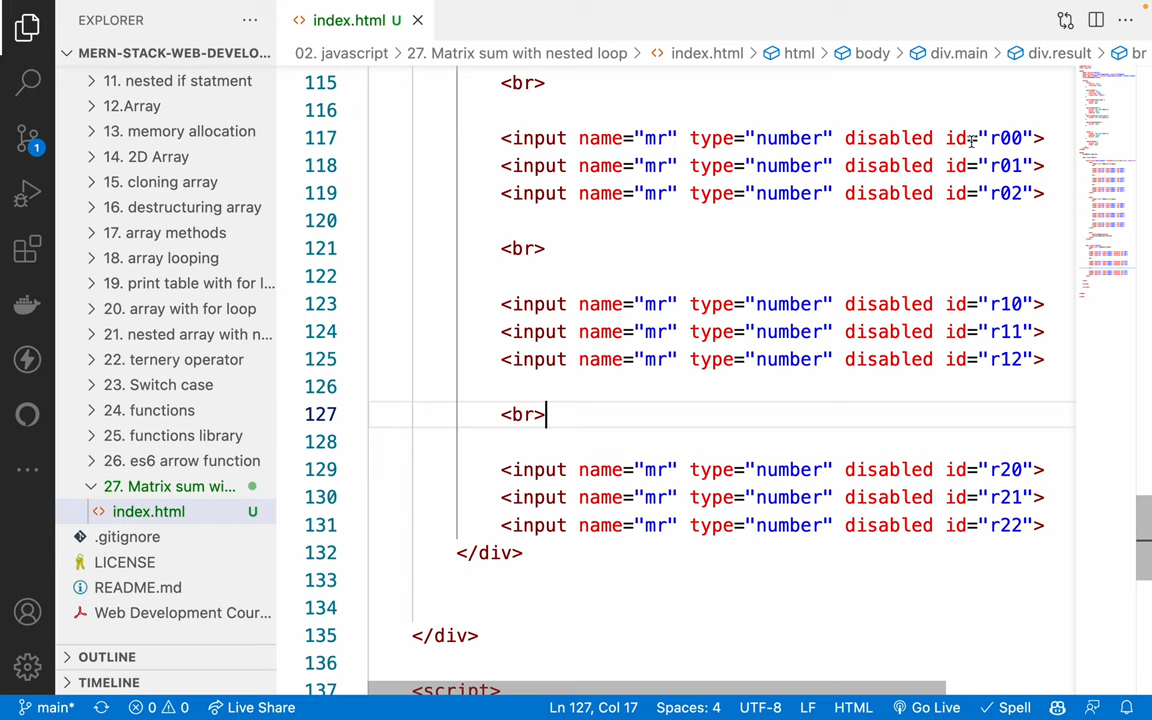 EXPLORER
index.html U
MERN-STACK-WEB-DEVELO...
02. javascript > 27. Matrix sum with nested loop > index.html > html > body > div.main > div.result > br
11. nested if statment
12.Array
13. memory allocation
14. 2D Array
15. cloning array
16. destructuring array
17. array methods
18. array looping
19. print table with for l...
20. array with for loop
21. nested array with n...
22. ternery operator
23. Switch case
24. functions
25. functions library
26. es6 arrow function
27. Matrix sum wi...
index.html U
.gitignore
LICENSE
README.md
Web Development Cour...
OUTLINE
TIMELINE
115 <br>
116
117 <input name="mr" type="number" disabled id="r00">
118 <input name="mr" type="number" disabled id="r01">
119 <input name="mr" type="number" disabled id="r02">
120
121 <br>
122
123 <input name="mr" type="number" disabled id="r10">
124 <input name="mr" type="number" disabled id="r11">
125 <input name="mr" type="number" disabled id="r12">
126
127 <br>
128
129 <input name="mr" type="number" disabled id="r20">
130 <input name="mr" type="number" disabled id="r21">
131 <input name="mr" type="number" disabled id="r22">
132 </div>
133
134
135 </div>
136
137 <script>
1
main* 0 0 Live Share Ln 127, Col 17 Spaces: 4 UTF-8 LF HTML Go Live Spell